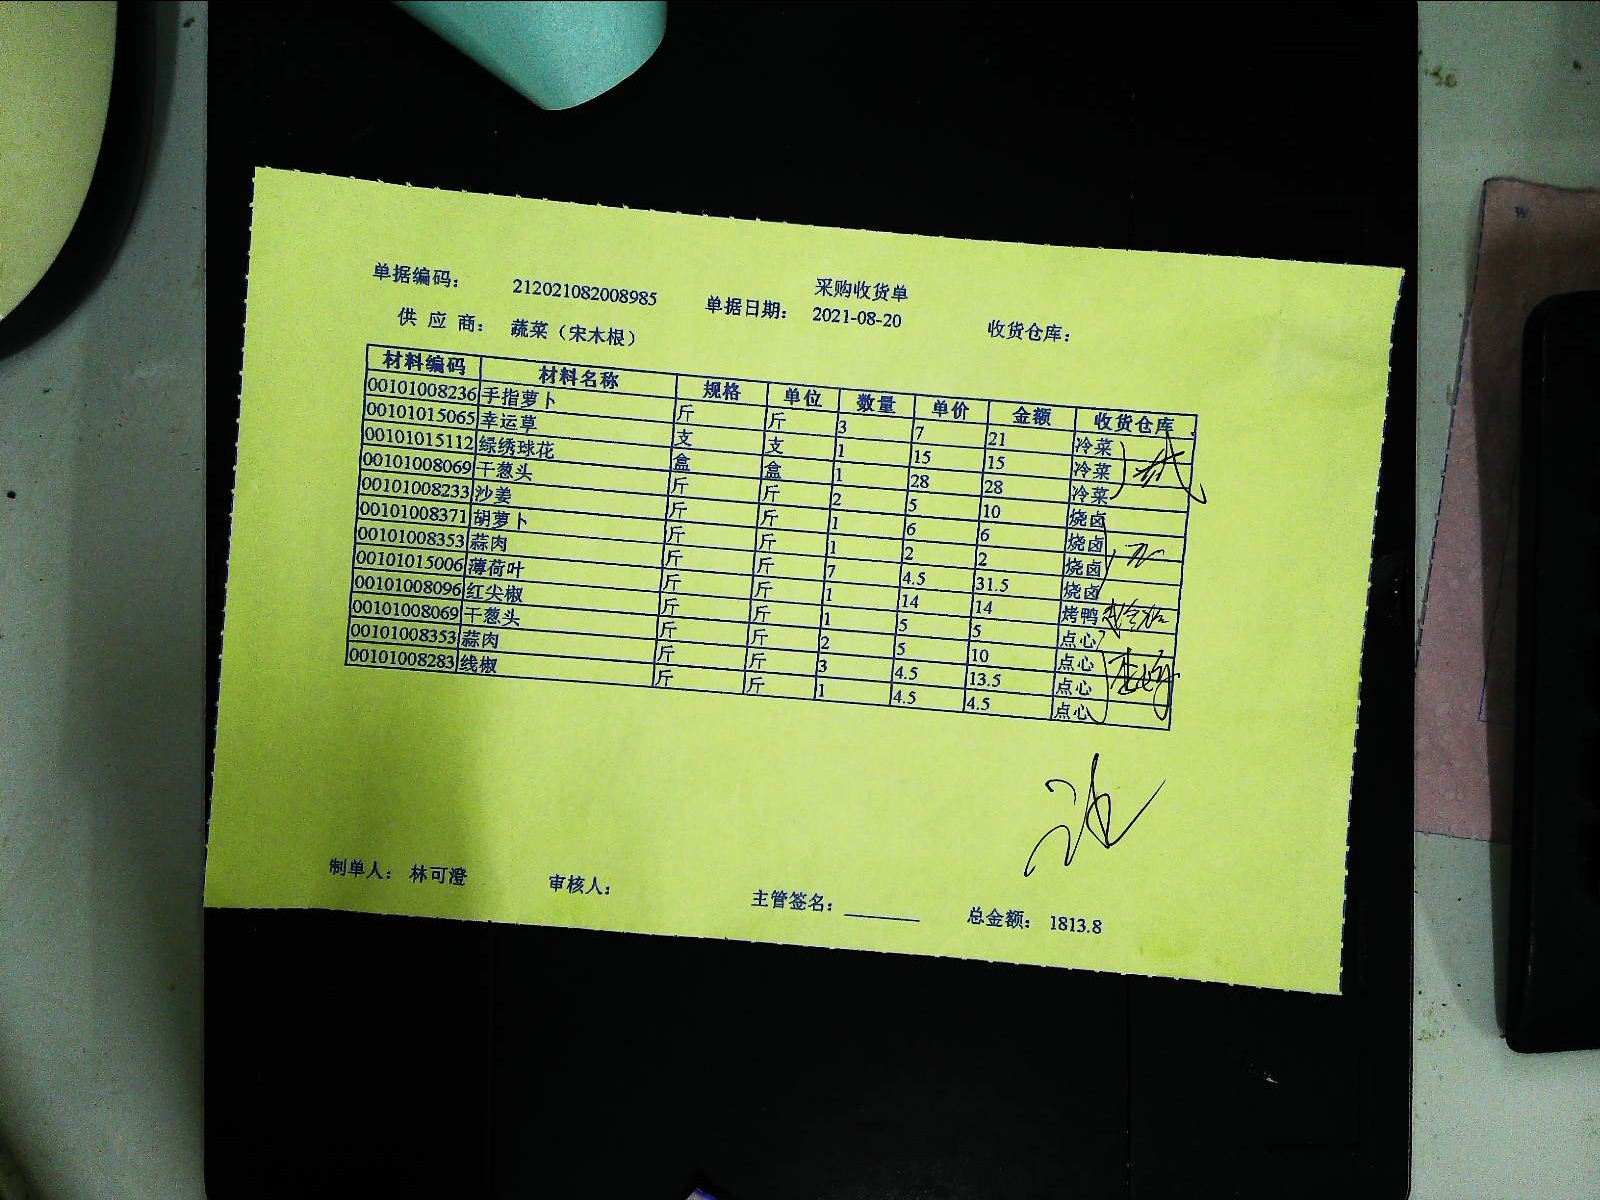 采购收货单
单据编码： 212021082008985 单据日期： 2021-08-20 收货仓库：
供 应 商： 蔬菜（宋木根）
材料编码 材料名称 规格 单位 数量 单价 金额 收货仓库
00101008236 手指萝卜 斤 斤 3 7 21 冷菜
00101015065 幸运草 支 支 1 15 15 冷菜
00101015112 绿绣球花 盒 盒 1 28 28 冷菜
00101008069 干葱头 斤 斤 2 5 10 烧卤
00101008233 沙姜 斤 斤 1 6 6 烧卤
00101008371 胡萝卜 斤 斤 1 2 2 烧卤
00101008353 蒜肉 斤 斤 7 4.5 31.5 烧卤
00101015006 薄荷叶 斤 斤 1 14 14 烤鸭
00101008096 红尖椒 斤 斤 1 5 5 点心
00101008069 干葱头 斤 斤 2 5 10 点心
00101008353 蒜肉 斤 斤 3 4.5 13.5 点心
00101008283 线椒 斤 斤 1 4.5 4.5 点心
制单人： 林可澄 审核人： 主管签名： 总金额： 1813.8